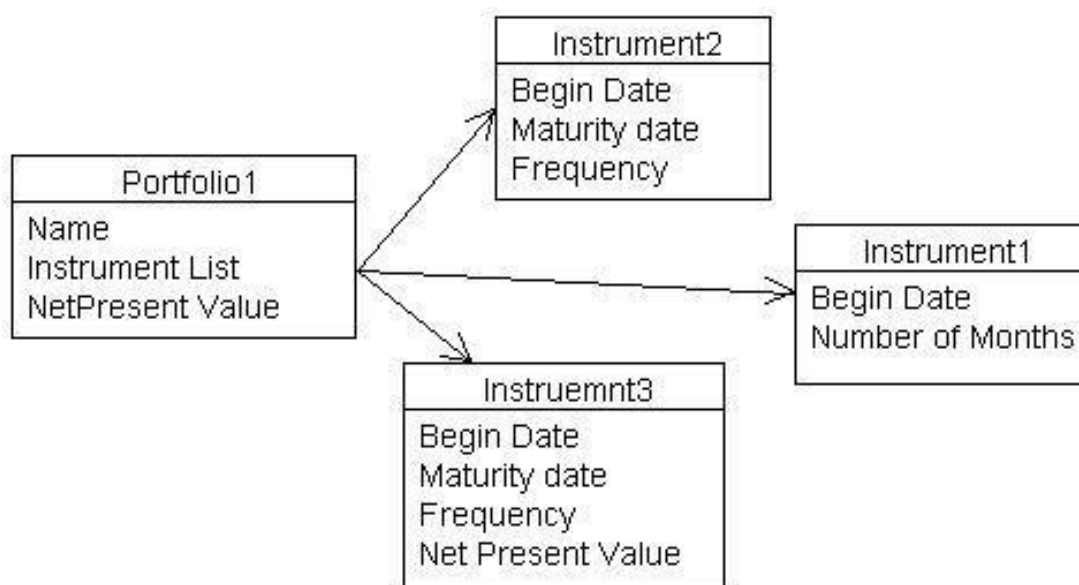 Instrument2
Begin Date
Maturity date
Frequency
Portfolio1
Name
Instrument List
NetPresent Value
Instrument1
Begin Date
Number of Months
Instruemnt3
Begin Date
Maturity date
Frequency
Net Present Value